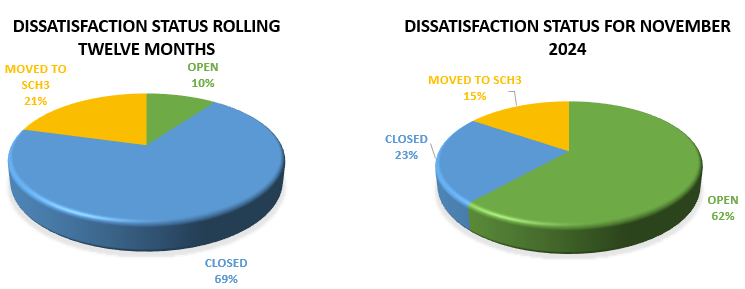 DISSATISFACTION STATUS ROLLING
TWELVE MONTHS
MOVED TO
SCH3
21%
OPEN
10%
CLOSED
69%
DISSATISFACTION STATUS FOR NOVEMBER
2024
MOVED TO SCH3
15%
CLOSED
23%
OPEN
62%